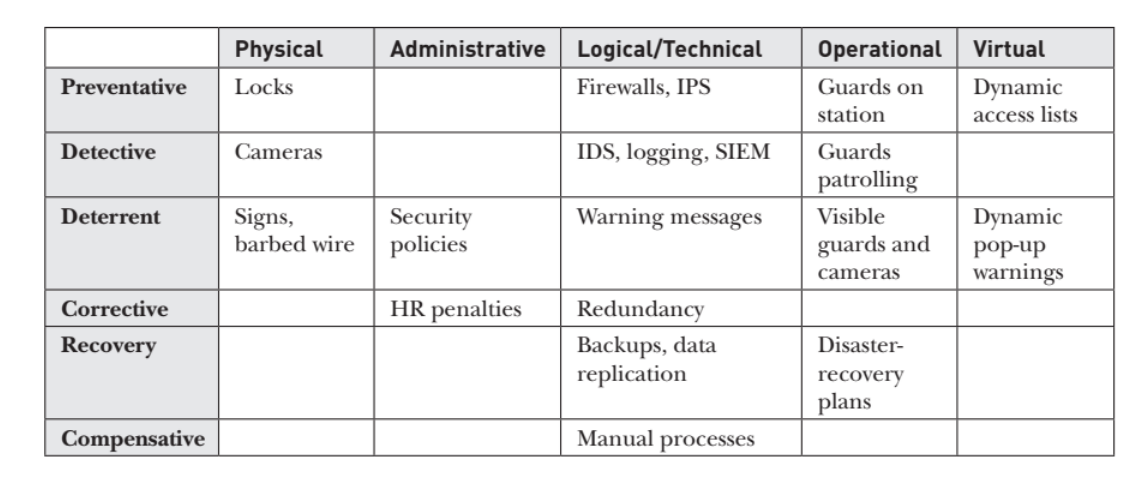 Physical Administrative Logical/Technical Operational Virtual
Preventative Locks Firewalls, IPS Guards on Dynamic
station access lists
Detective Cameras IDS, logging, SIEM Guards
patrolling
Deterrent Signs, Security Warning messages Visible Dynamic
barbed wire policies guards and pop-up
cameras warnings
Corrective HR penalties Redundancy
Recovery Backups, data Disaster-
replication recovery
plans
Compensative Manual processes